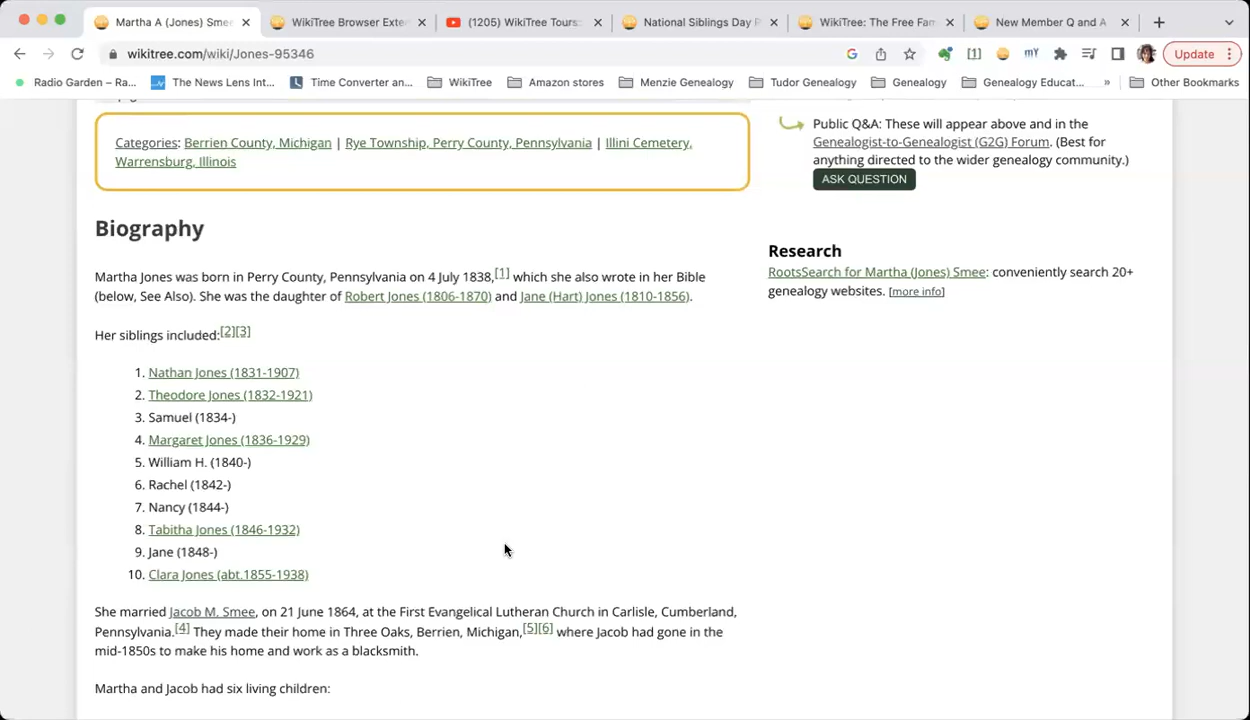 Martha A (Jones) Smee
WikiTree Browser Exte
(1205) WikiTree Tours:
National Siblings Day P
WikiTree: The Free Fam
New Member Q and A
wikitree.com/wiki/Jones-95346
Update
Radio Garden – Ra...
The News Lens Int...
Time Converter an...
WikiTree
Amazon stores
Menzie Genealogy
Tudor Genealogy
Genealogy
Genealogy Educat...
»
Other Bookmarks
Categories: Berrien County, Michigan | Rye Township, Perry County, Pennsylvania | Illini Cemetery,
Warrensburg, Illinois
Public Q&A: These will appear above and in the
Genealogist-to-Genealogist (G2G) Forum. (Best for
anything directed to the wider genealogy community.)
ASK QUESTION
Research
RootsSearch for Martha (Jones) Smee: conveniently search 20+
genealogy websites. [more info]
Biography
Martha Jones was born in Perry County, Pennsylvania on 4 July 1838,[1] which she also wrote in her Bible
(below, See Also). She was the daughter of Robert Jones (1806-1870) and Jane (Hart) Jones (1810-1856).
Her siblings included:[2][3]
1. Nathan Jones (1831-1907)
2. Theodore Jones (1832-1921)
3. Samuel (1834-)
4. Margaret Jones (1836-1929)
5. William H. (1840-)
6. Rachel (1842-)
7. Nancy (1844-)
8. Tabitha Jones (1846-1932)
9. Jane (1848-)
10. Clara Jones (abt.1855-1938)
She married Jacob M. Smee, on 21 June 1864, at the First Evangelical Lutheran Church in Carlisle, Cumberland,
Pennsylvania.[4] They made their home in Three Oaks, Berrien, Michigan,[5][6] where Jacob had gone in the
mid-1850s to make his home and work as a blacksmith.
Martha and Jacob had six living children: